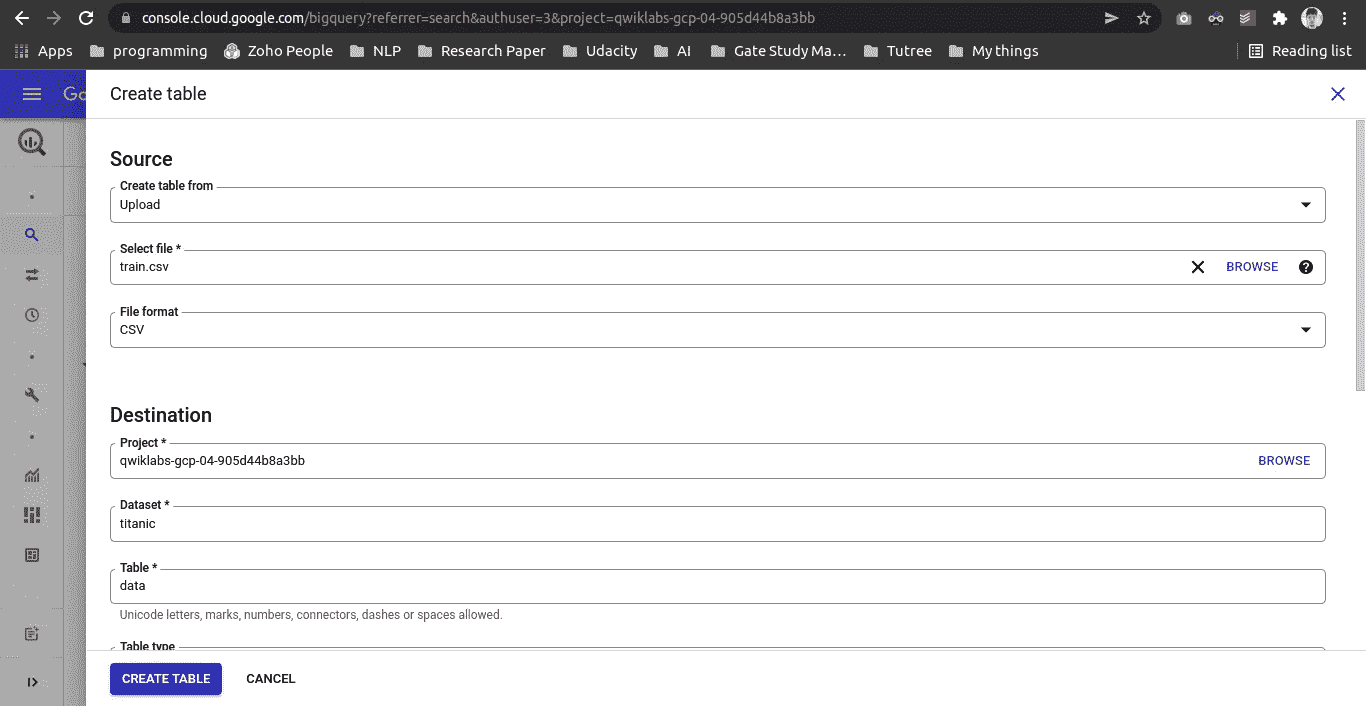 console.cloud.google.com/bigquery?referrer=search&authuser=3&project=qwiklabs-gcp-04-905d44b8a3bb
Apps programming Zoho People NLP Research Paper Udacity AI Gate Study Ma... Tutree My things Reading list
Go Create table
Source
Create table from
Upload
Select file *
train.csv BROWSE
File format
CSV
Destination
Project *
qwiklabs-gcp-04-905d44b8a3bb BROWSE
Dataset *
titanic
Table *
data
Unicode letters, marks, numbers, connectors, dashes or spaces allowed.
Table type
CREATE TABLE CANCEL